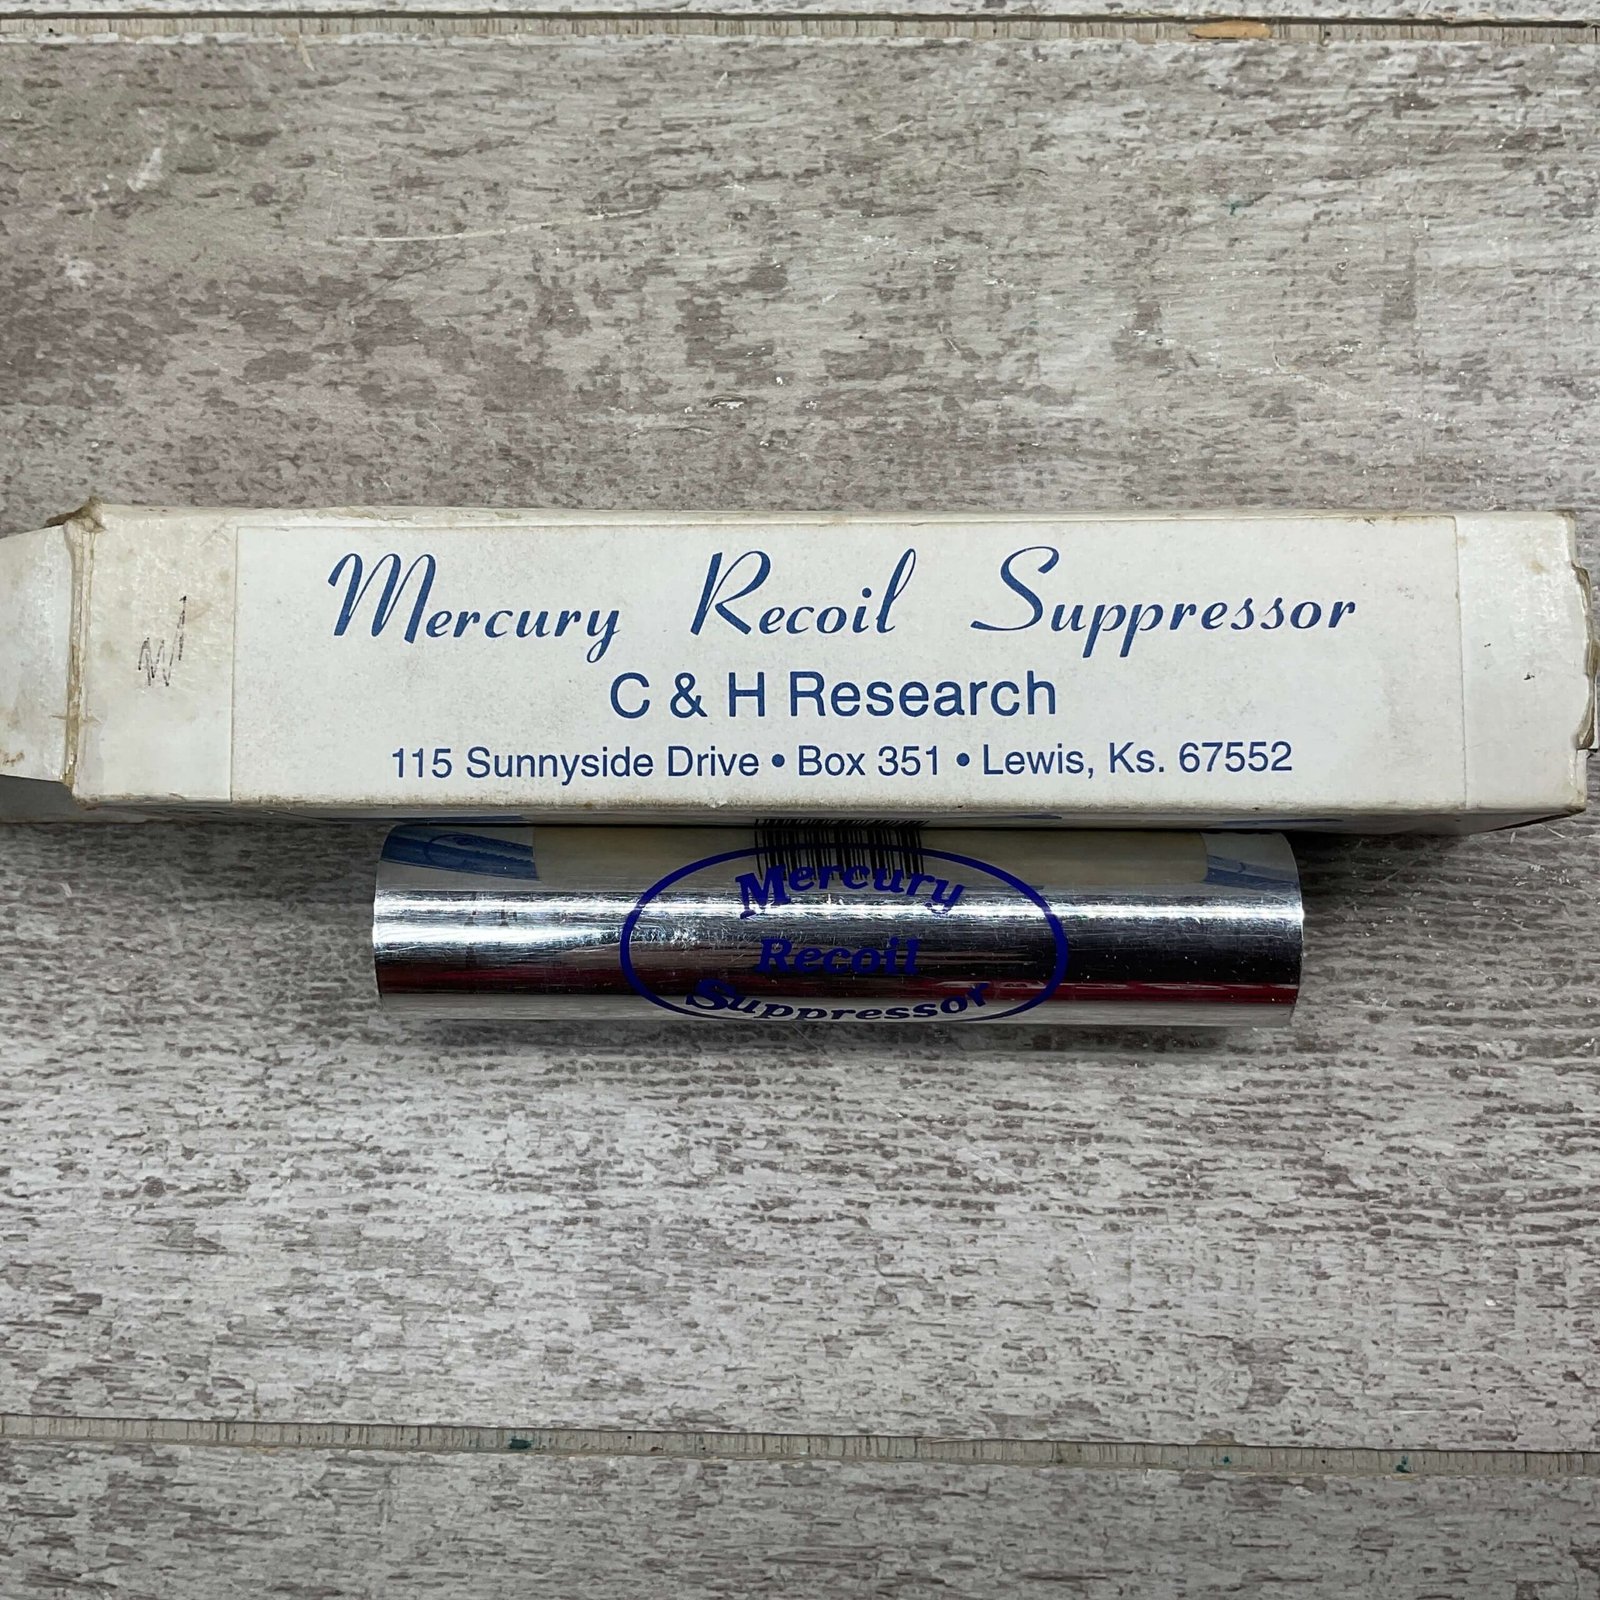 Mercury Recoil Suppressor
C & H Research
115 Sunnyside Drive • Box 351 • Lewis, Ks. 67552
Mercury
Recoil
Suppressor